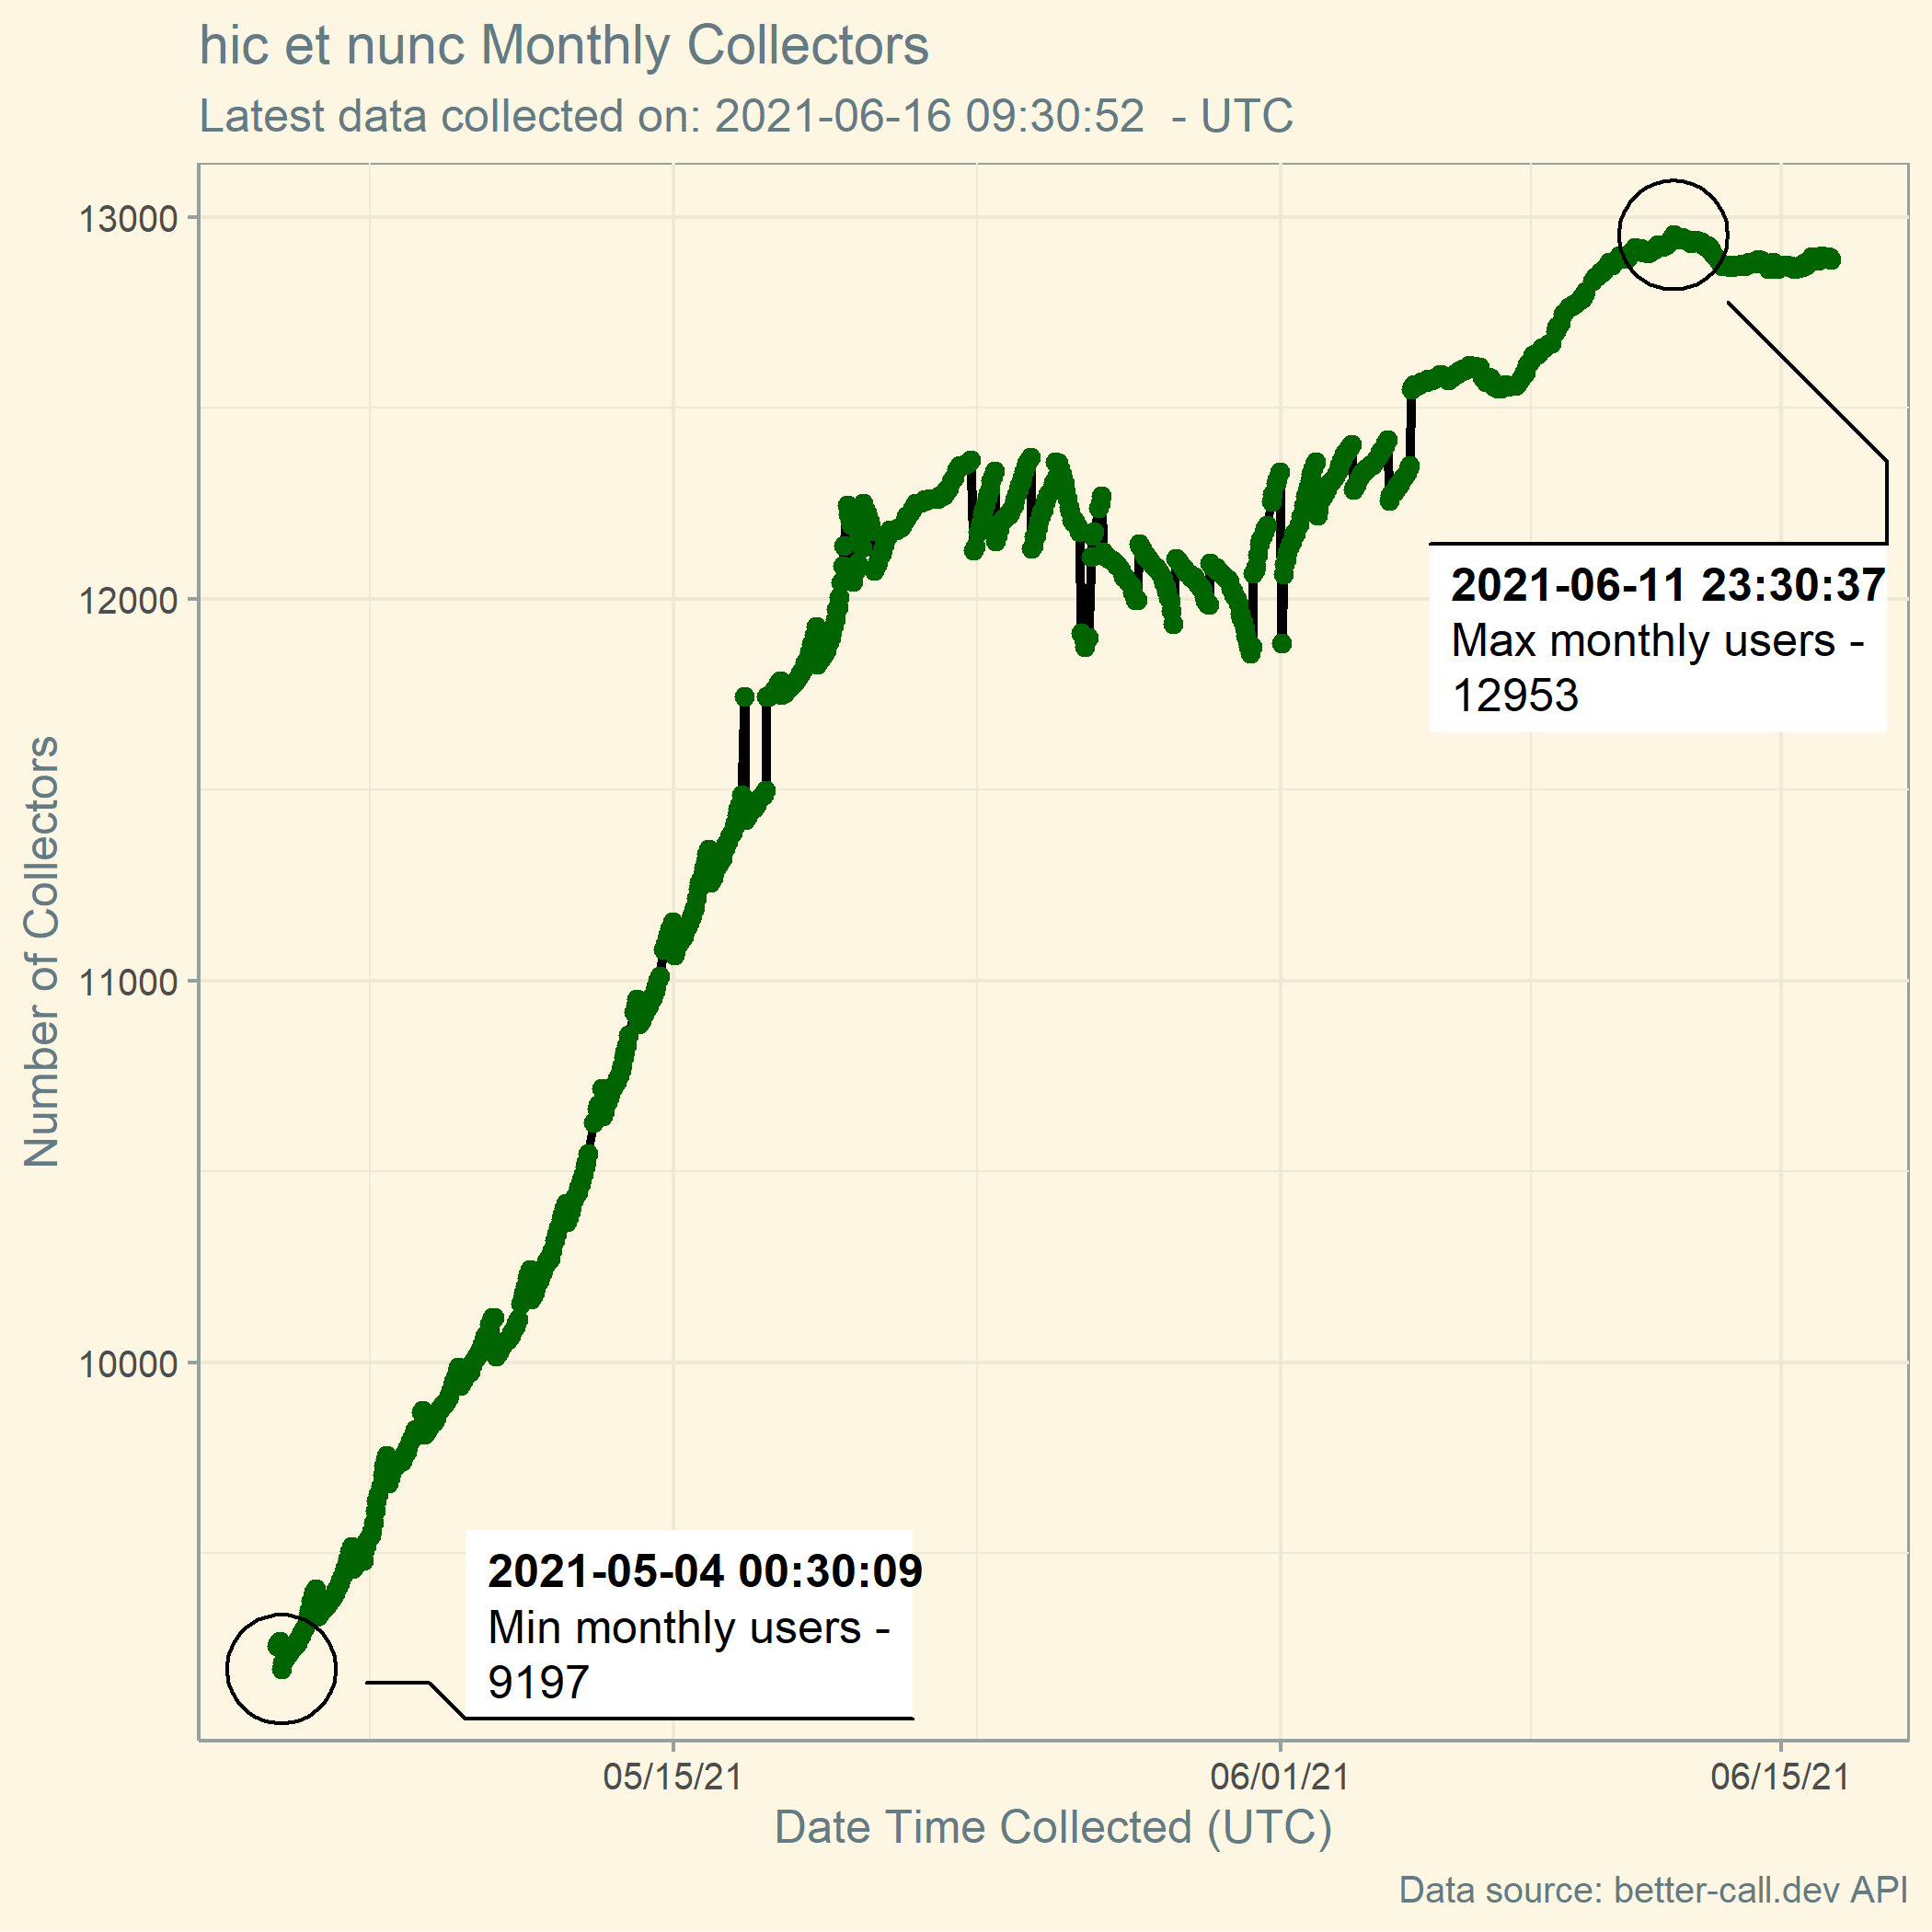 hic et nunc Monthly Collectors
Latest data collected on: 2021-06-16 09:30:52  - UTC
Number of Collectors
13000
12000
11000
10000
2021-06-11 23:30:37
Max monthly users -
12953
2021-05-04 00:30:09
Min monthly users -
9197
05/15/21
06/01/21
06/15/21
Date Time Collected (UTC)
Data source: better-call.dev API